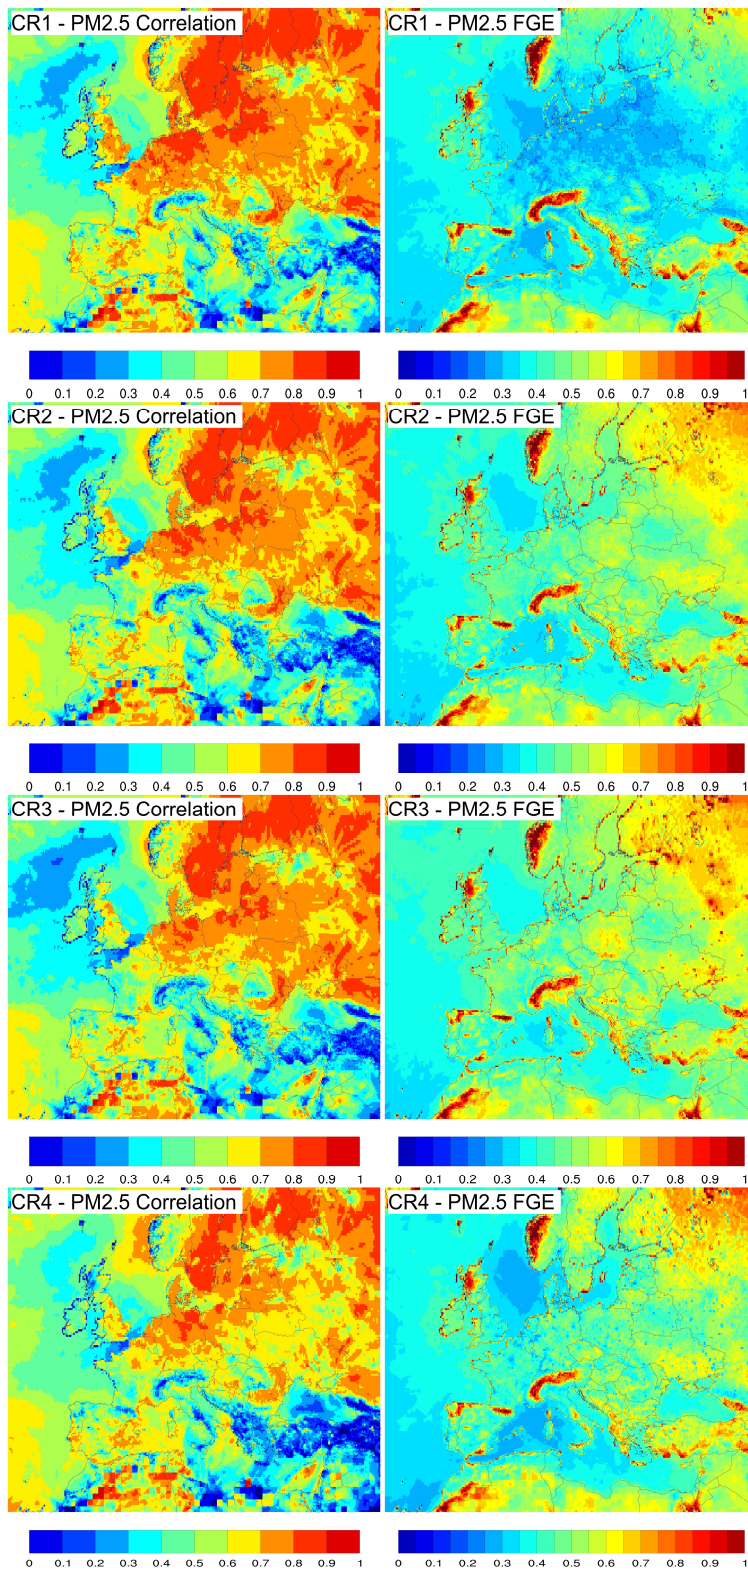 CR1 - PM2.5 Correlation
CR1 - PM2.5 FGE
0 0.1 0.2 0.3 0.4 0.5 0.6 0.7 0.8 0.9 1
0 0.1 0.2 0.3 0.4 0.5 0.6 0.7 0.8 0.9 1
CR2 - PM2.5 Correlation
CR2 - PM2.5 FGE
0 0.1 0.2 0.3 0.4 0.5 0.6 0.7 0.8 0.9 1
0 0.1 0.2 0.3 0.4 0.5 0.6 0.7 0.8 0.9 1
CR3 - PM2.5 Correlation
CR3 - PM2.5 FGE
0 0.1 0.2 0.3 0.4 0.5 0.6 0.7 0.8 0.9 1
0 0.1 0.2 0.3 0.4 0.5 0.6 0.7 0.8 0.9 1
CR4 - PM2.5 Correlation
CR4 - PM2.5 FGE
0 0.1 0.2 0.3 0.4 0.5 0.6 0.7 0.8 0.9 1
0 0.1 0.2 0.3 0.4 0.5 0.6 0.7 0.8 0.9 1